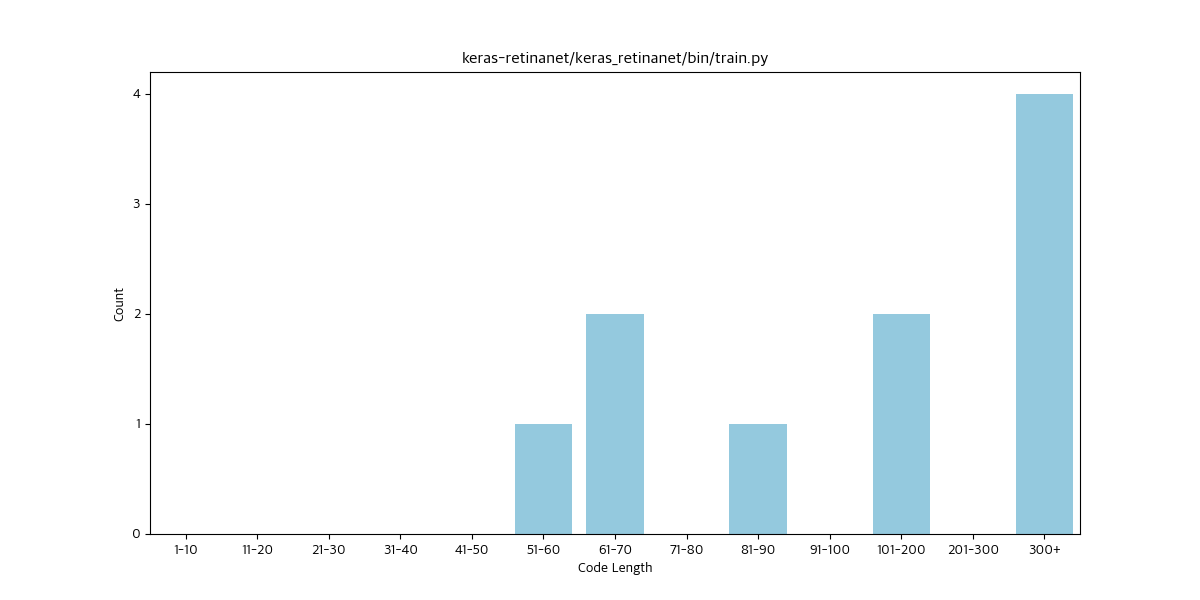 keras-retinanet/keras_retinanet/bin/train.py
4
3
2
1
0
Count
1-10 11-20 21-30 31-40 41-50 51-60 61-70 71-80 81-90 91-100 101-200 201-300 300+
Code Length